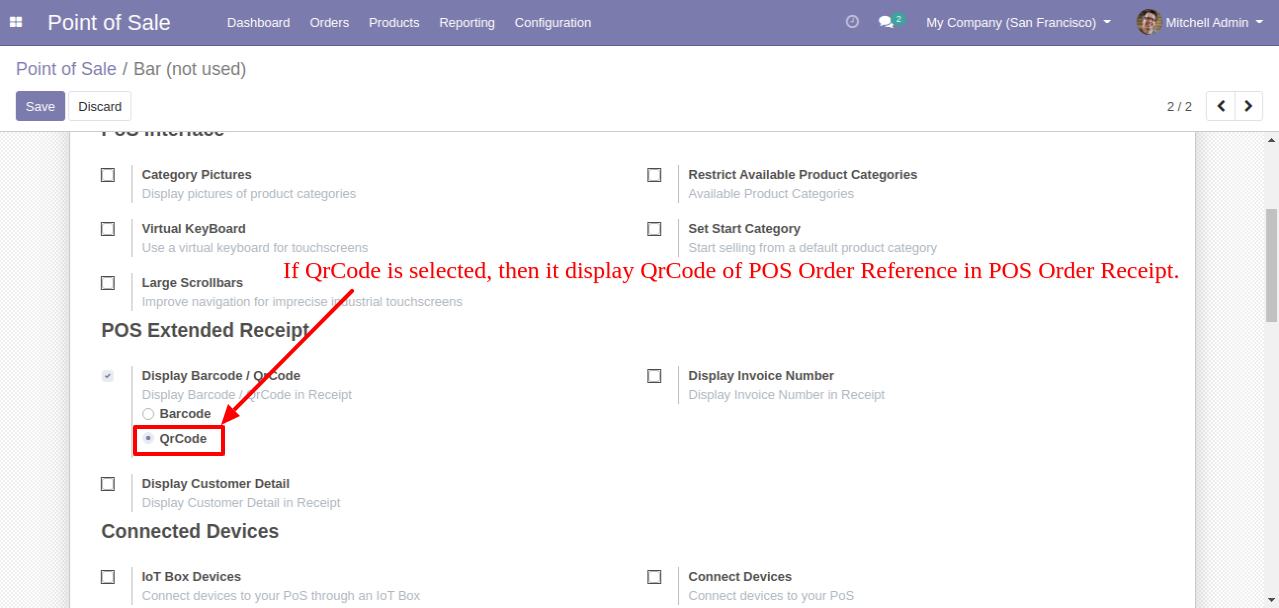 Point of Sale Dashboard Orders Products Reporting Configuration 2 My Company (San Francisco) Mitchell Admin
Point of Sale / Bar (not used)
Save Discard 2 / 2
PoS Interface
Category Pictures Restrict Available Product Categories
Display pictures of product categories Available Product Categories
Virtual KeyBoard Set Start Category
Use a virtual keyboard for touchscreens Start selling from a default product category
If QrCode is selected, then it display QrCode of POS Order Reference in POS Order Receipt.
Large Scrollbars
Improve navigation for imprecise industrial touchscreens
POS Extended Receipt
Display Barcode / QrCode Display Invoice Number
Display Barcode / QrCode in Receipt Display Invoice Number in Receipt
Barcode
QrCode
Display Customer Detail
Display Customer Detail in Receipt
Connected Devices
IoT Box Devices Connect Devices
Connect devices to your PoS through an IoT Box Connect devices to your PoS